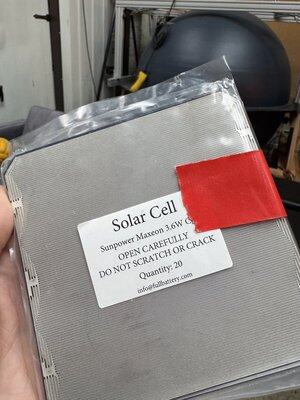 Solar Cell
Sunpower Maxeon 3.6W
OPEN CAREFULLY
DO NOT SCRATCH OR CRACK
Quantity: 20
info@fullbattery.com